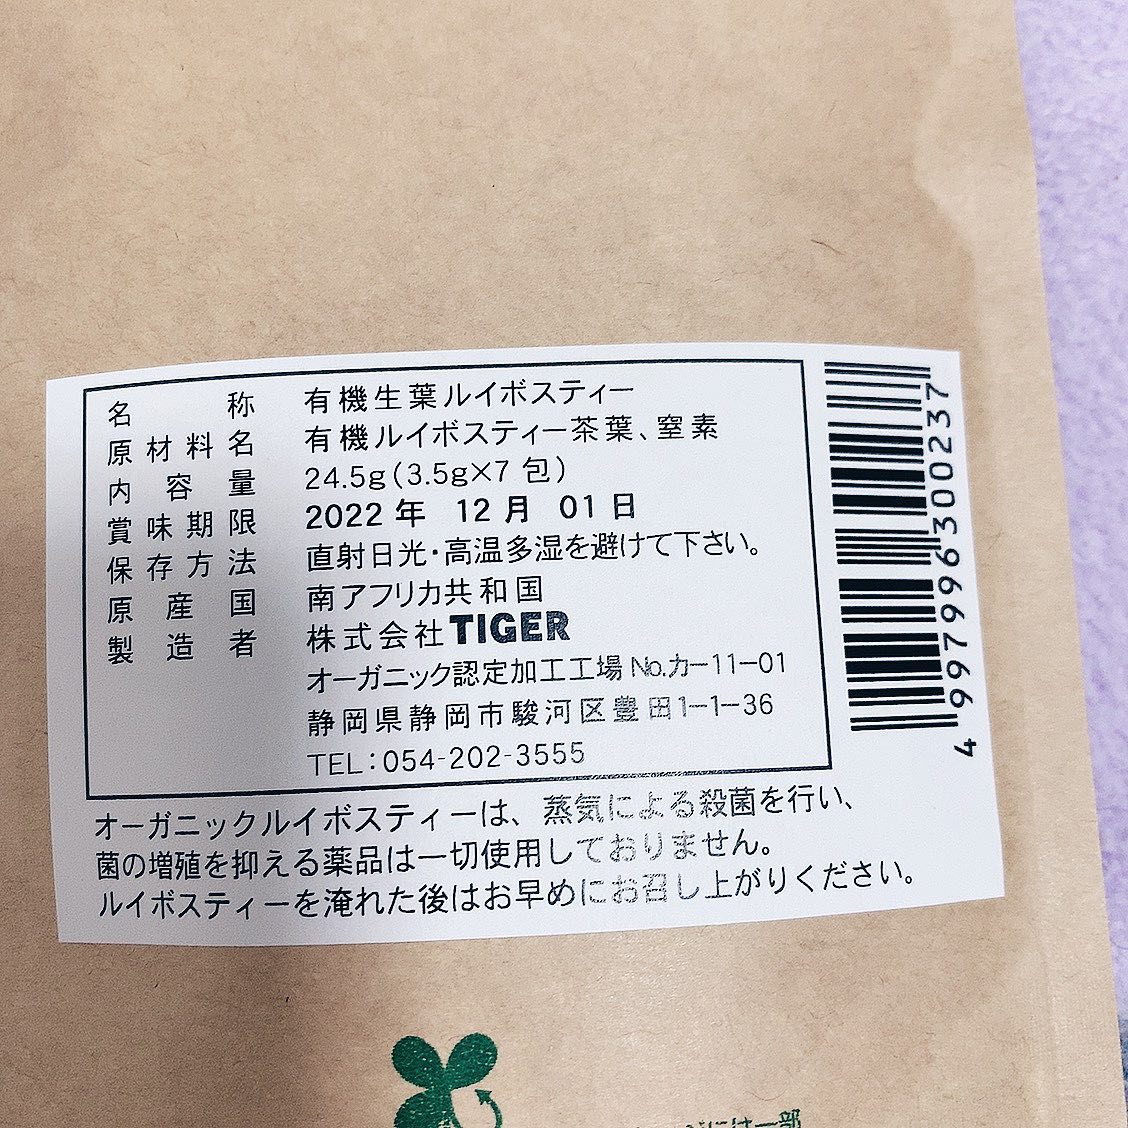 名称 有機生葉ルイボスティー
原材料名 有機ルイボスティー茶葉、窒素
内容量 24.5g(3.5g×7包)
賞味期限 2022年 12月 01日
保存方法 直射日光・高温多湿を避けて下さい。
原産国 南アフリカ共和国
製造者 株式会社TIGER
オーガニック認定加工工場No.カ-11-01
静岡県静岡市駿河区豊田1-1-36
TEL:054-202-3555
オーガニックルイボスティーは、蒸気による殺菌を行い、
菌の増殖を抑える薬品は一切使用しておりません。
ルイボスティーを淹れた後はお早めにお召し上がりください。
4997996300237
には一部